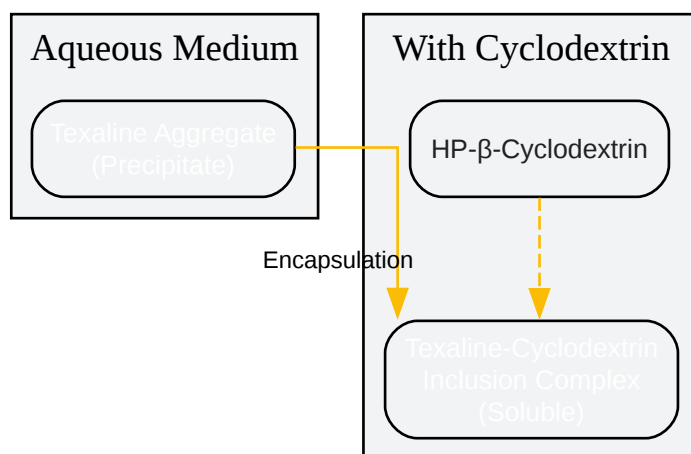 Aqueous Medium
Texaline Aggregate
(Precipitate)
With Cyclodextrin
HP-β-Cyclodextrin
Encapsulation
Texaline-Cyclodextrin
Inclusion Complex
(Soluble)